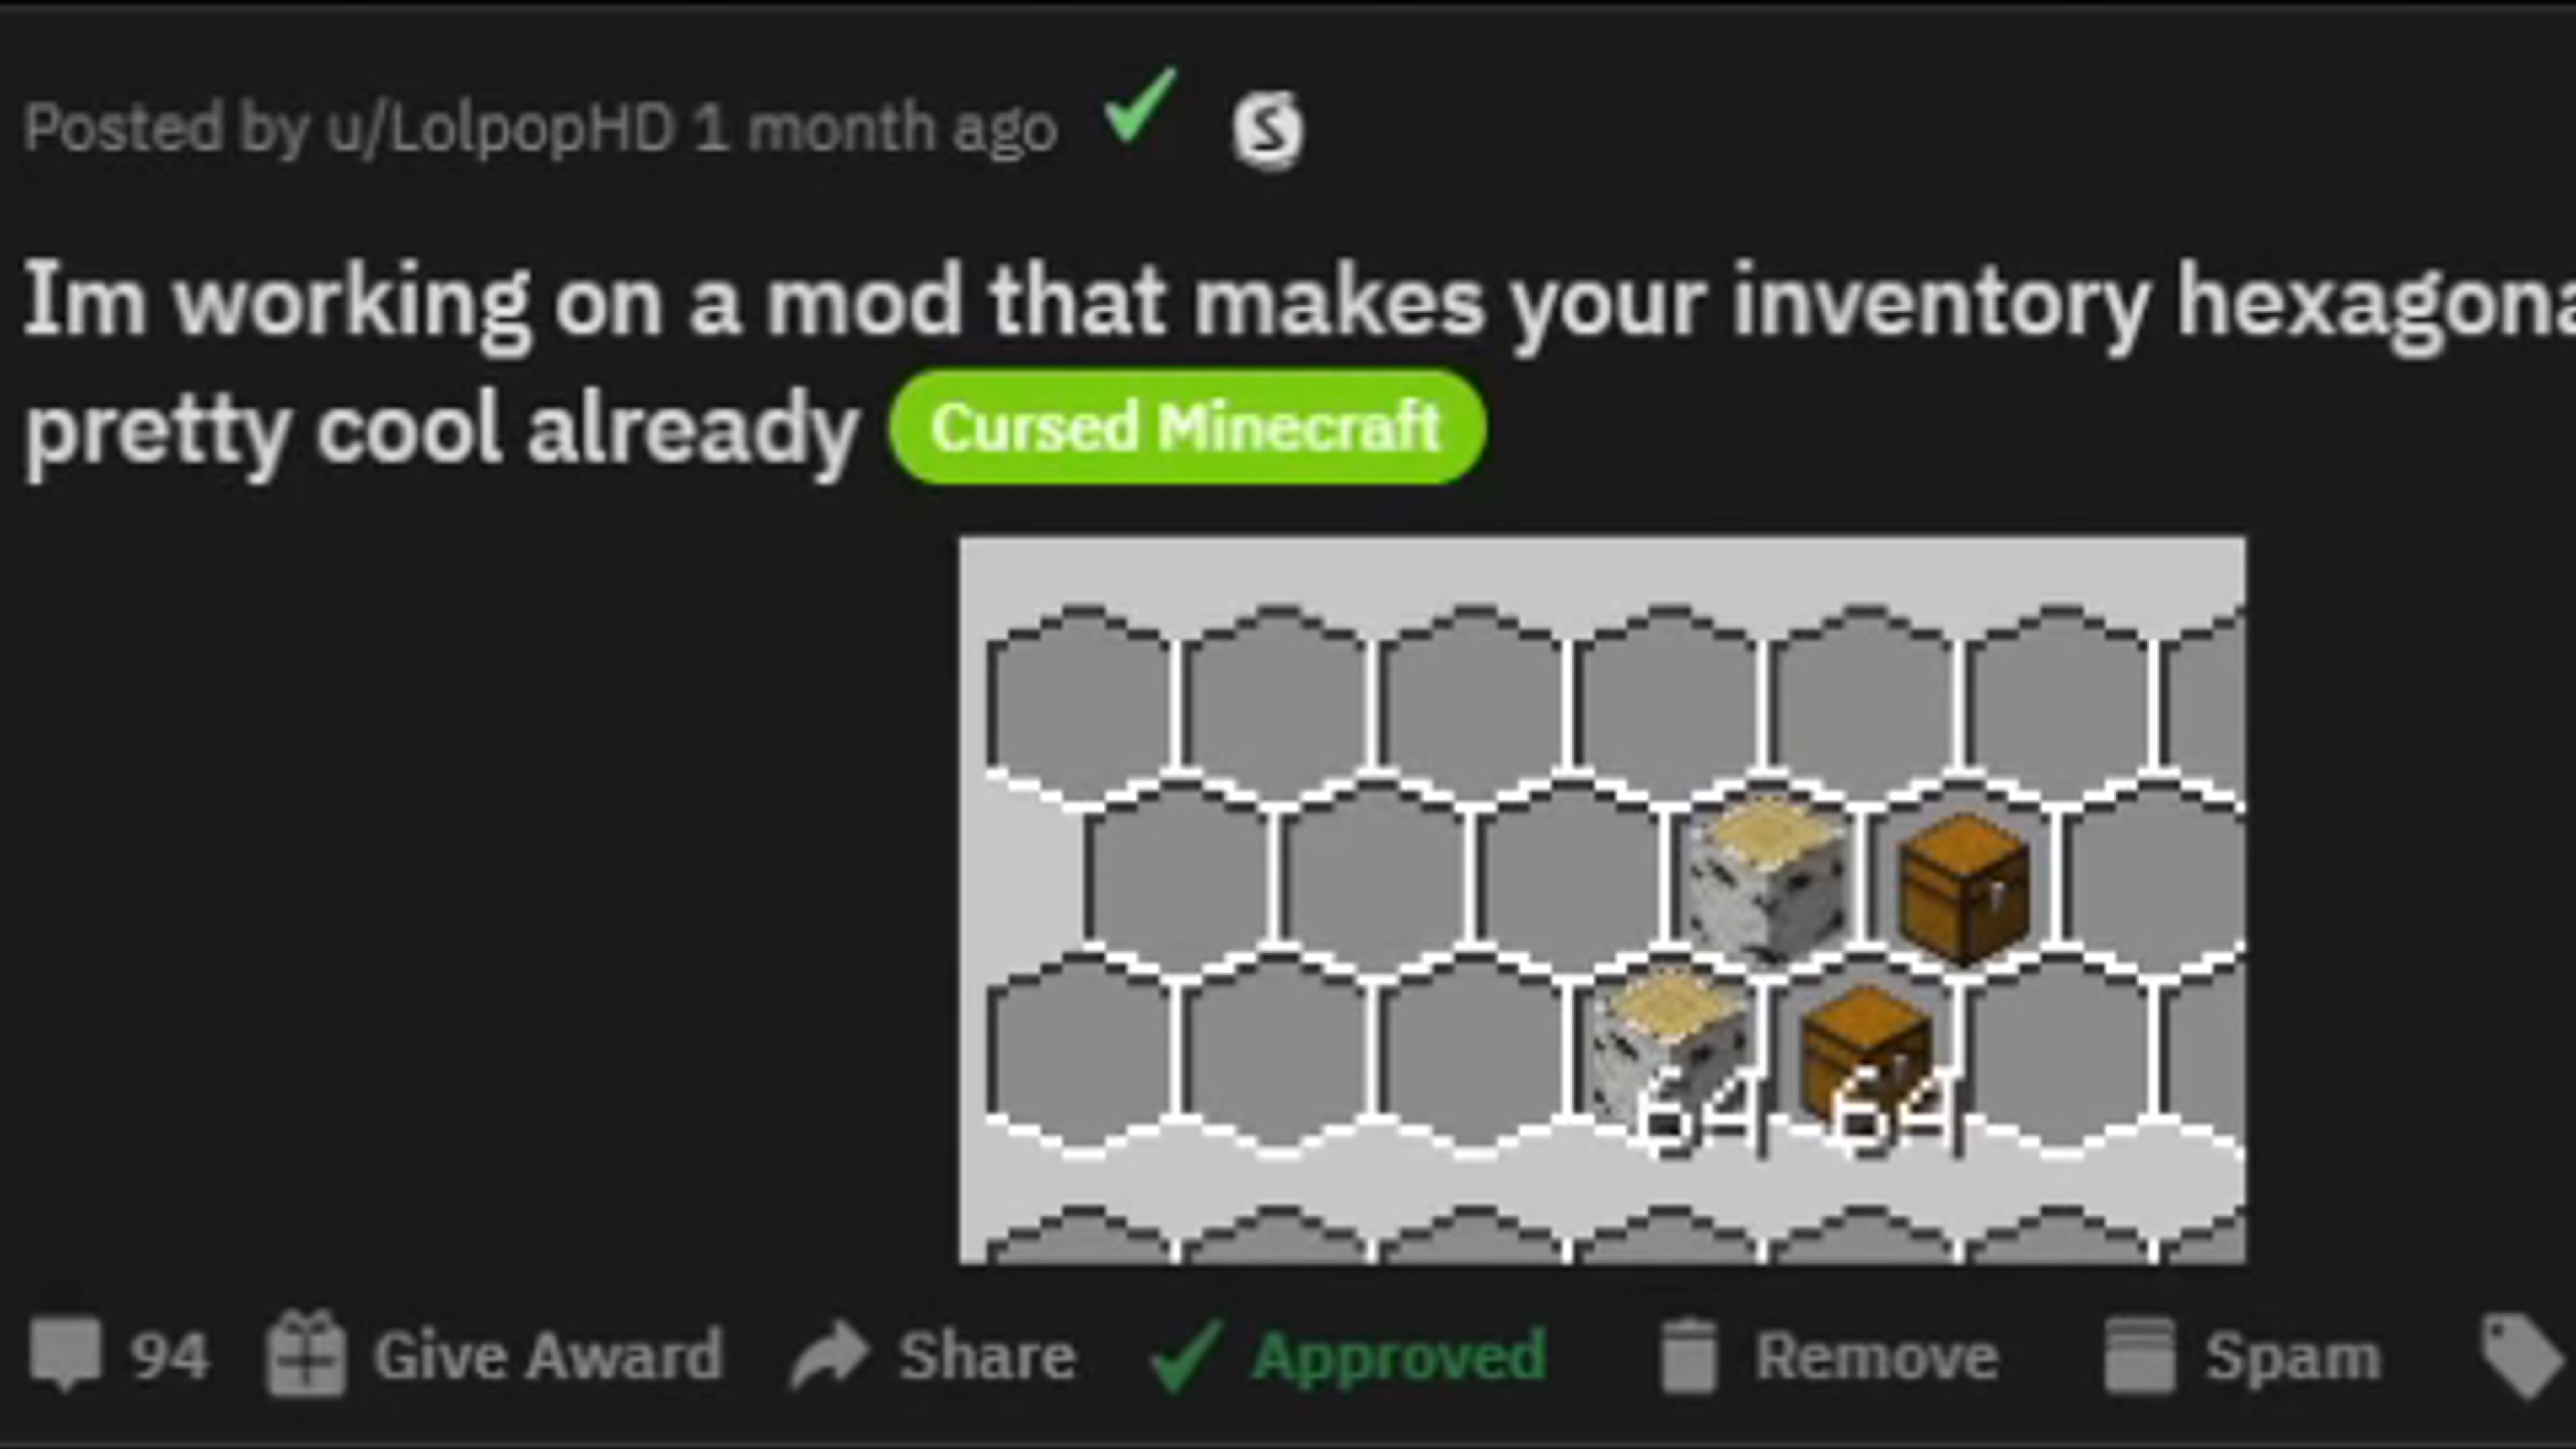 Posted by u/LolpopHD 1 month ago
Im working on a mod that makes your inventory hexagona
pretty cool already Cursed Minecraft
64 64
94 Give Award Share Approved Remove Spam